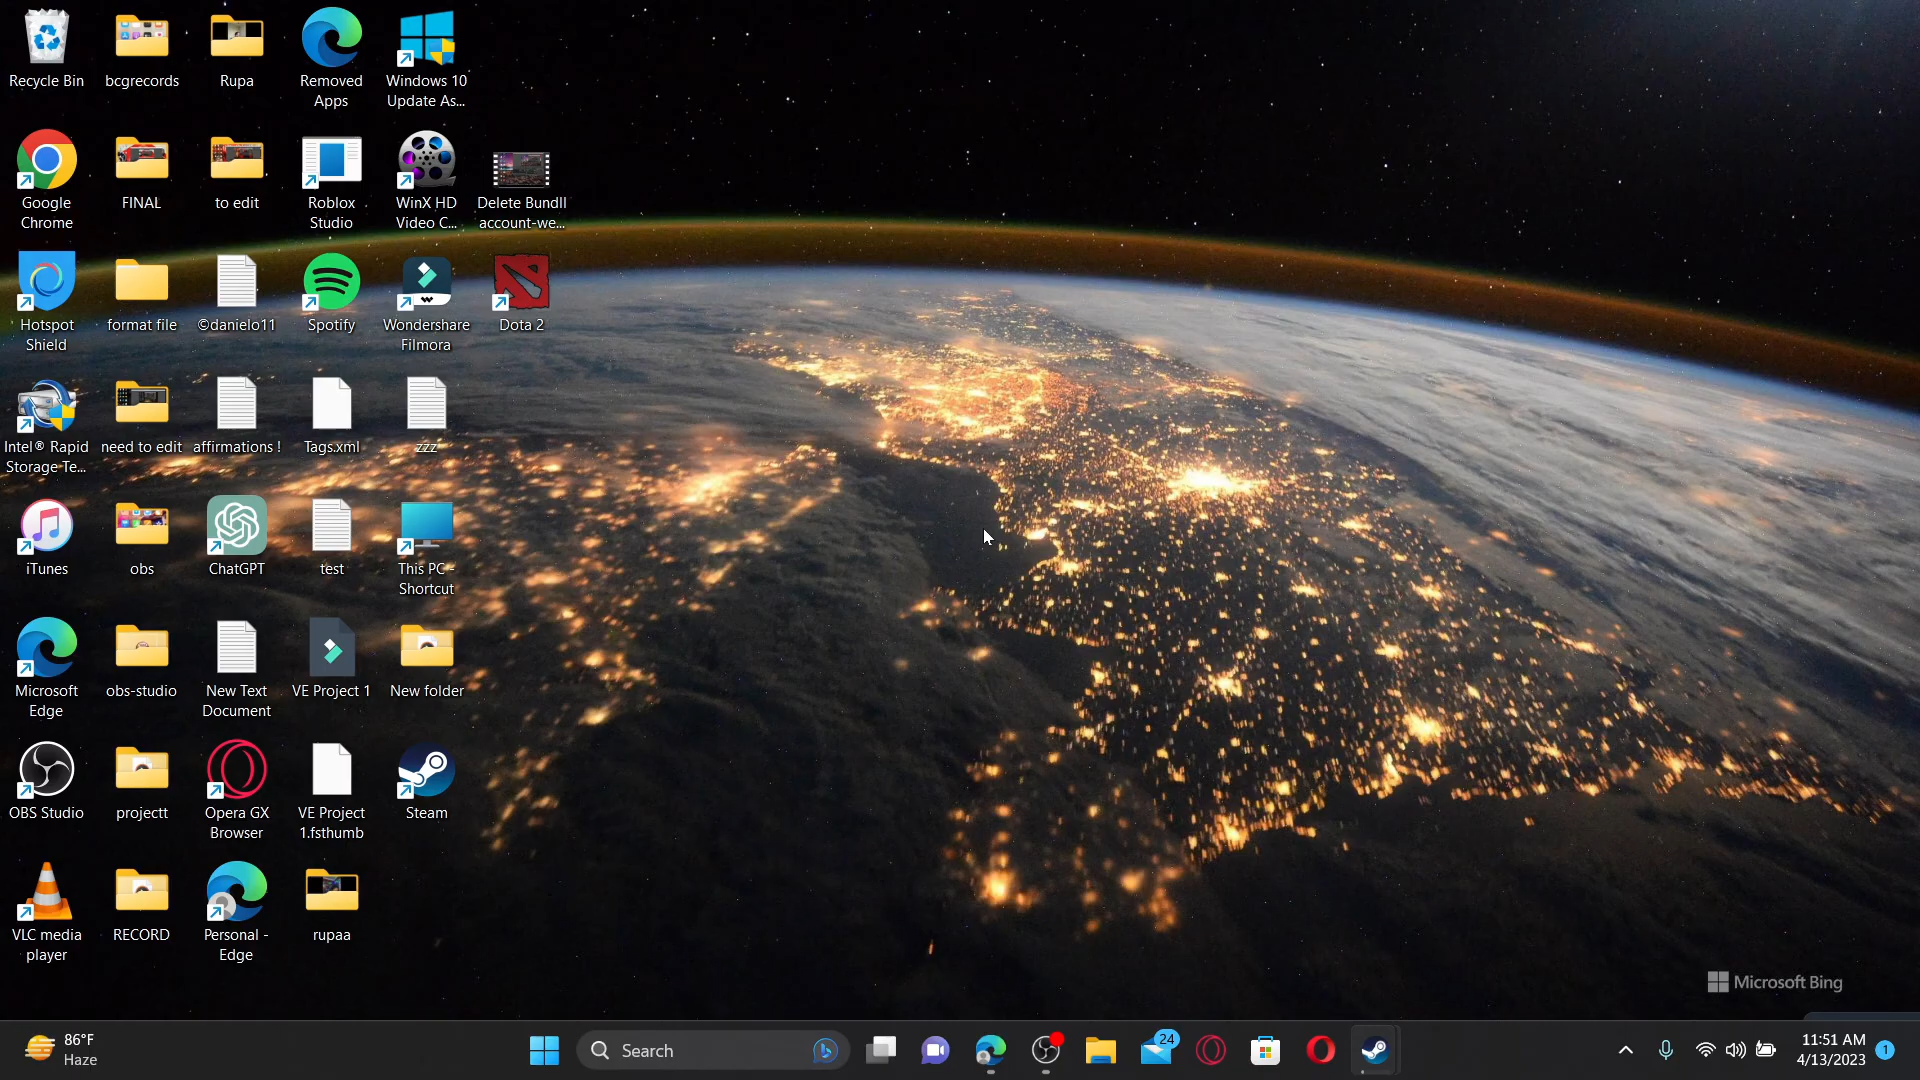 Recycle Bin
bcgrecords
Rupa
Removed
Apps
Windows 10
Update As...
Google
Chrome
FINAL
to edit
Roblox
Studio
WinX HD
Video C...
Delete Bundll
account-we...
Hotspot
Shield
format file
©danielo11
Spotify
Wondershare
Filmora
Dota 2
Intel® Rapid
Storage Te...
need to edit
affirmations !
Tags.xml
zzz
iTunes
obs
ChatGPT
test
This PC -
Shortcut
Microsoft
Edge
obs-studio
New Text
Document
VE Project 1
New folder
OBS Studio
projectt
Opera GX
Browser
VE Project
1.fsthumb
Steam
VLC media
player
RECORD
Personal -
Edge
rupaa
Microsoft Bing
86°F
Haze
Search
24
11:51 AM
4/13/2023
1